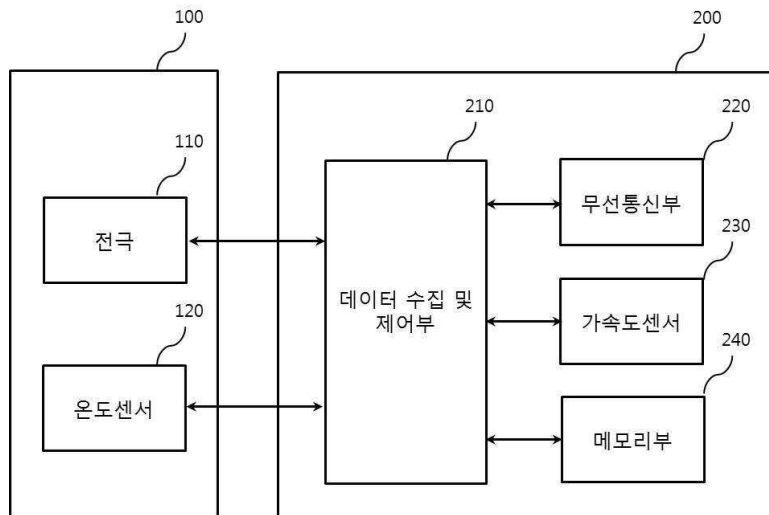 100
110
전극
120
온도센서
200
210
데이터 수집 및
제어부
220
무선통신부
230
가속도센서
240
메모리부